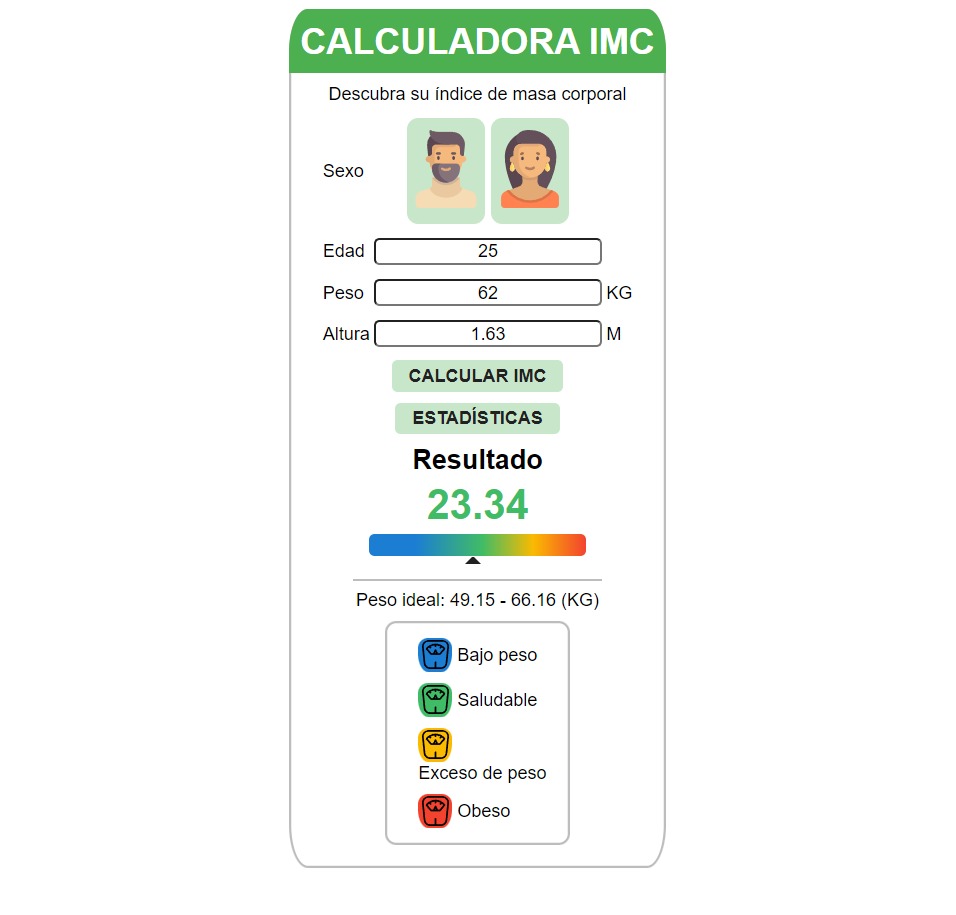 CALCULADORA IMC
Descubra su índice de masa corporal
Sexo
Edad 25
Peso 62 KG
Altura 1.63 M
CALCULAR IMC
ESTADÍSTICAS
Resultado
23.34
Peso ideal: 49.15 - 66.16 (KG)
Bajo peso
Saludable
Exceso de peso
Obeso